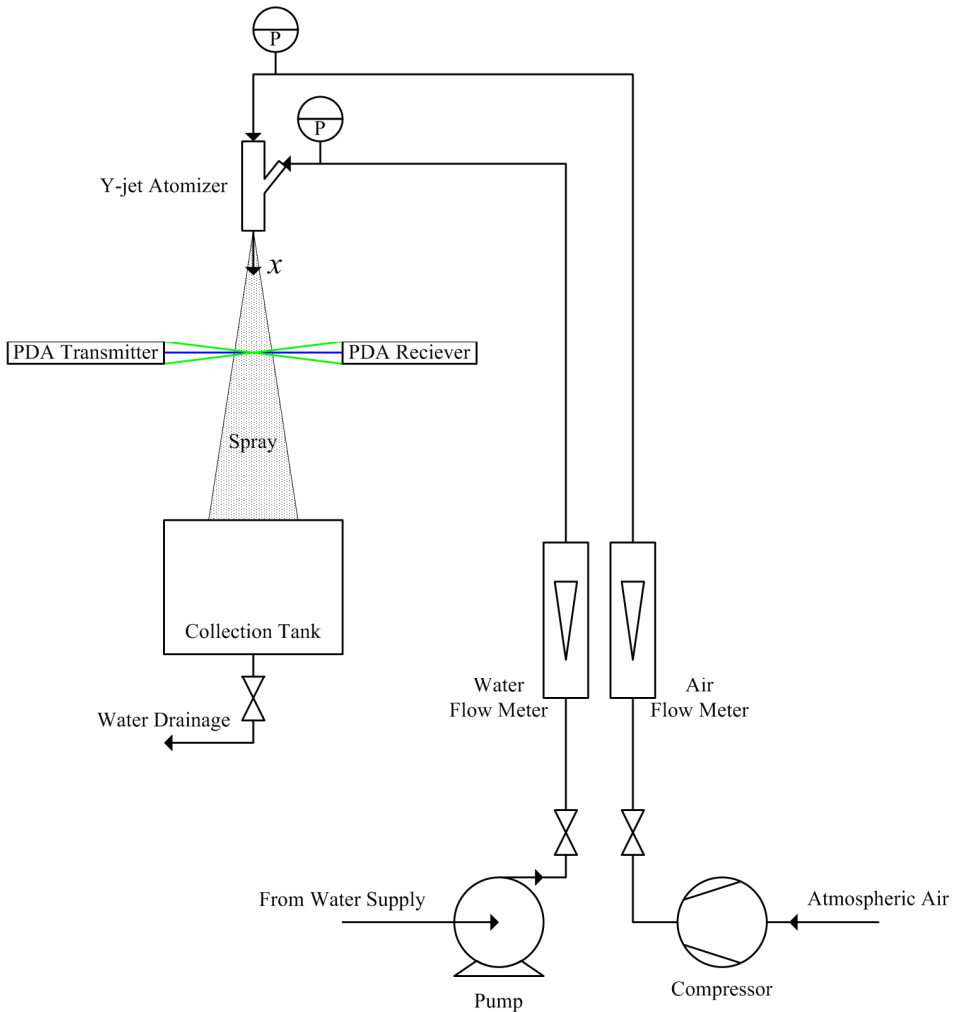 P
P
Y-jet Atomizer
x
PDA Transmitter
PDA Reciever
Spray
Collection Tank
Water
Flow Meter
Air
Flow Meter
Water Drainage
From Water Supply
Atmospheric Air
Compressor
Pump